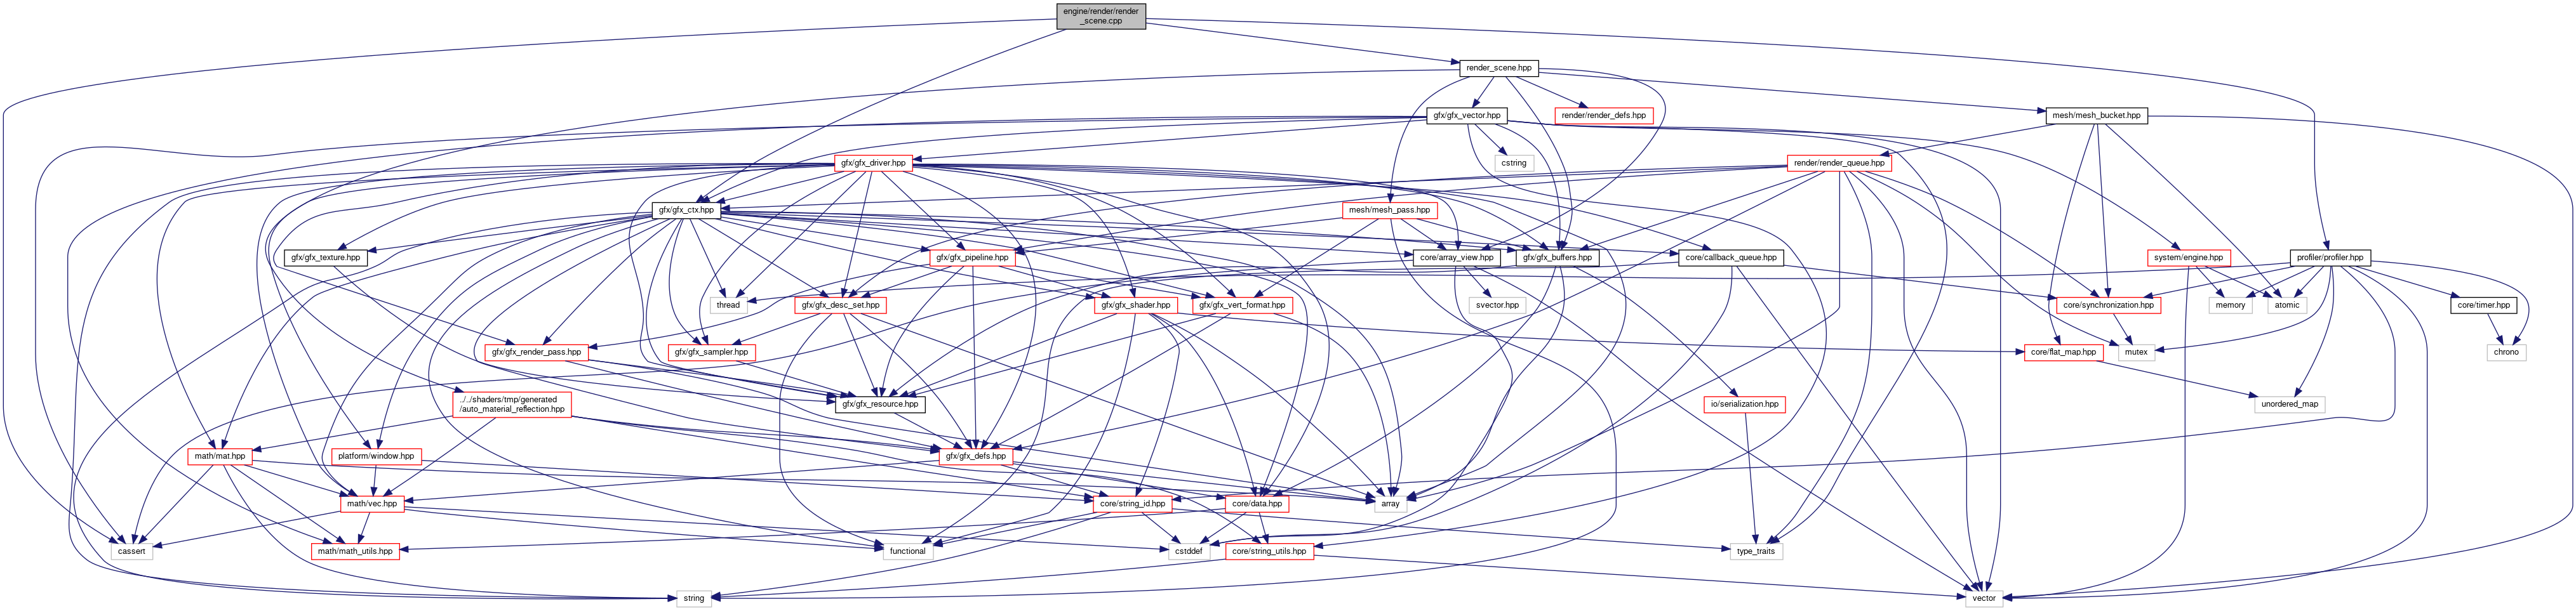 engine/render/render
_scene.cpp
render_scene.hpp
gfx/gfx_vector.hpp
render/render_defs.hpp
mesh/mesh_bucket.hpp
gfx/gfx_driver.hpp
cstring
render/render_queue.hpp
gfx/gfx_ctx.hpp
mesh/mesh_pass.hpp
gfx/gfx_texture.hpp
gfx/gfx_pipeline.hpp
core/array_view.hpp
gfx/gfx_buffers.hpp
core/callback_queue.hpp
system/engine.hpp
profiler/profiler.hpp
thread
gfx/gfx_desc_set.hpp
gfx/gfx_shader.hpp
gfx/gfx_vert_format.hpp
svector.hpp
core/synchronization.hpp
memory
atomic
core/timer.hpp
gfx/gfx_render_pass.hpp
gfx/gfx_sampler.hpp
core/flat_map.hpp
mutex
chrono
../../shaders/tmp/generated
/auto_material_reflection.hpp
gfx/gfx_resource.hpp
io/serialization.hpp
unordered_map
math/mat.hpp
platform/window.hpp
gfx/gfx_defs.hpp
math/vec.hpp
core/string_id.hpp
core/data.hpp
array
cassert
math/math_utils.hpp
functional
cstddef
core/string_utils.hpp
type_traits
string
vector